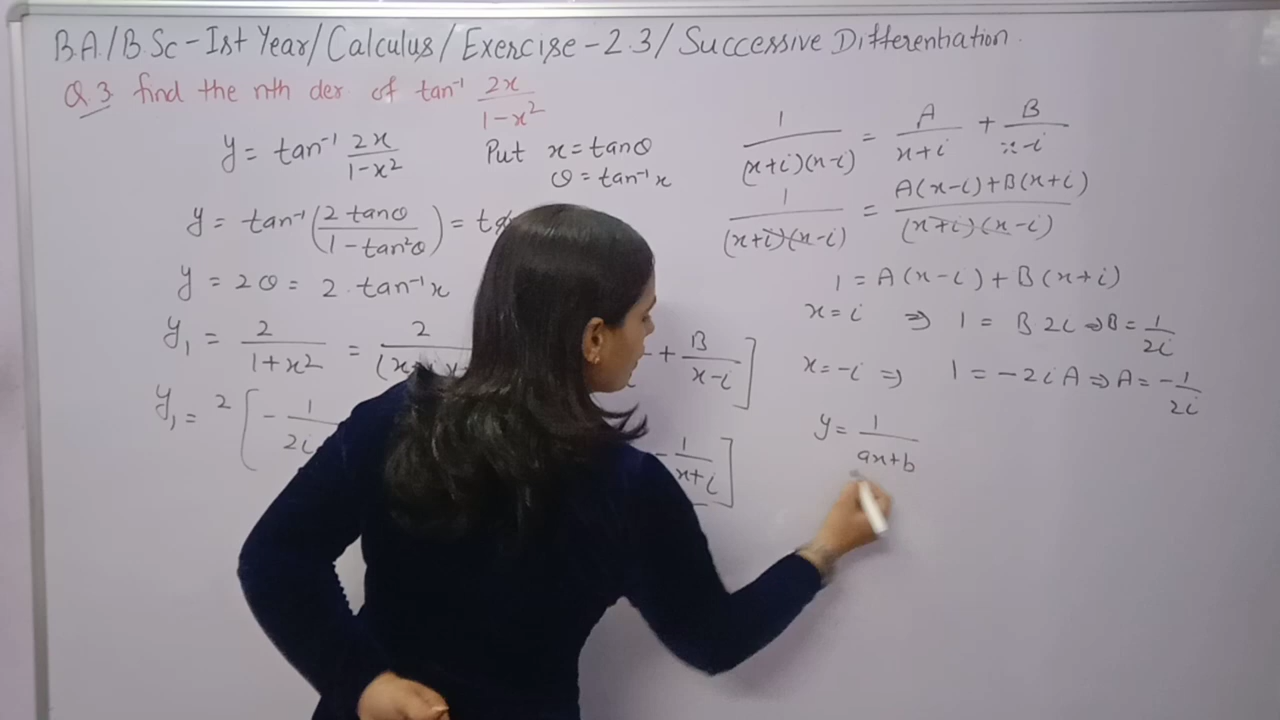 B.A./B.Sc-Ist Year/Calculus/Exercise-2.3/Successive Differentiation.
Q.3 find the nth der of tan⁻¹ 2x/(1-x²)
y = tan⁻¹ 2x/(1-x²) Put x = tanθ
θ = tan⁻¹x
y = tan⁻¹(2 tanθ/(1-tan²θ)) =
y = 2θ = 2.tan⁻¹x
y₁ = 2/(1+x²) = 2/ + B/(x-i)]
y₁ = 2[-1/2i - 1/(x+i)]
1/((x+i)(x-i)) = A/(x+i) + B/(x-i)
1/((x+i)(x-i)) = (A(x-i)+B(x+i))/((x+i)(x-i))
1 = A(x-i)+B(x+i)
x=i ⇒ 1 = B 2i ⇒ B = 1/2i
x=-i ⇒ 1 = -2iA ⇒ A = -1/2i
y = 1/(ax+b)